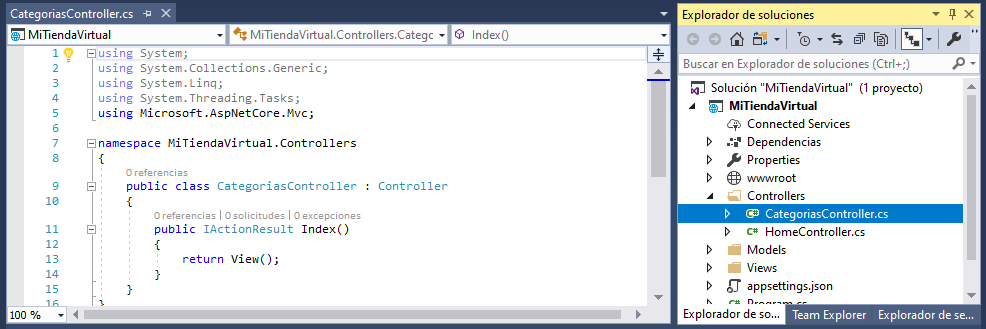 CategoriasController.cs
MiTiendaVirtual
MiTiendaVirtual.Controllers.Categc
Index()
1 using System;
2 using System.Collections.Generic;
3 using System.Linq;
4 using System.Threading.Tasks;
5 using Microsoft.AspNetCore.Mvc;
6
7 namespace MiTiendaVirtual.Controllers
8 {
0 referencias
9 public class CategoriasController : Controller
10 {
0 referencias | 0 solicitudes | 0 excepciones
11 public IActionResult Index()
12 {
13 return View();
14 }
15 }
16 }
100 %
Explorador de soluciones
Buscar en Explorador de soluciones (Ctrl+;)
Solución "MiTiendaVirtual" (1 proyecto)
MiTiendaVirtual
Connected Services
Dependencias
Properties
wwwroot
Controllers
C# CategoriasController.cs
C# HomeController.cs
Models
Views
appsettings.json
C# Program.cs
Explorador de so...
Team Explorer
Explorador de se...